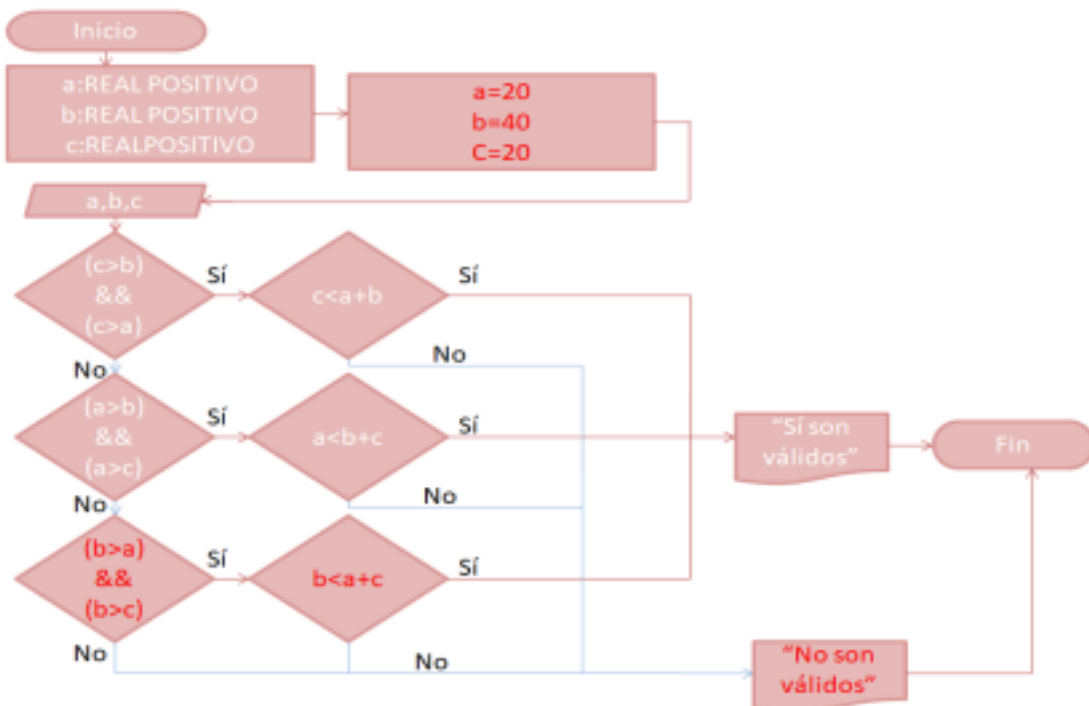 Inicio
a:REAL POSITIVO
b:REAL POSITIVO
c:REALPOSITIVO
a=20
b=40
C=20
a,b,c
(c>b)
&&
(c>a)
Sí
c<a+b
Sí
No
No
(a>b)
&&
(a>c)
Sí
a<b+c
Sí
No
No
(b>a)
&&
(b>c)
Sí
b<a+c
Sí
No
No
"Sí son
válidos"
Fin
"No son
válidos"